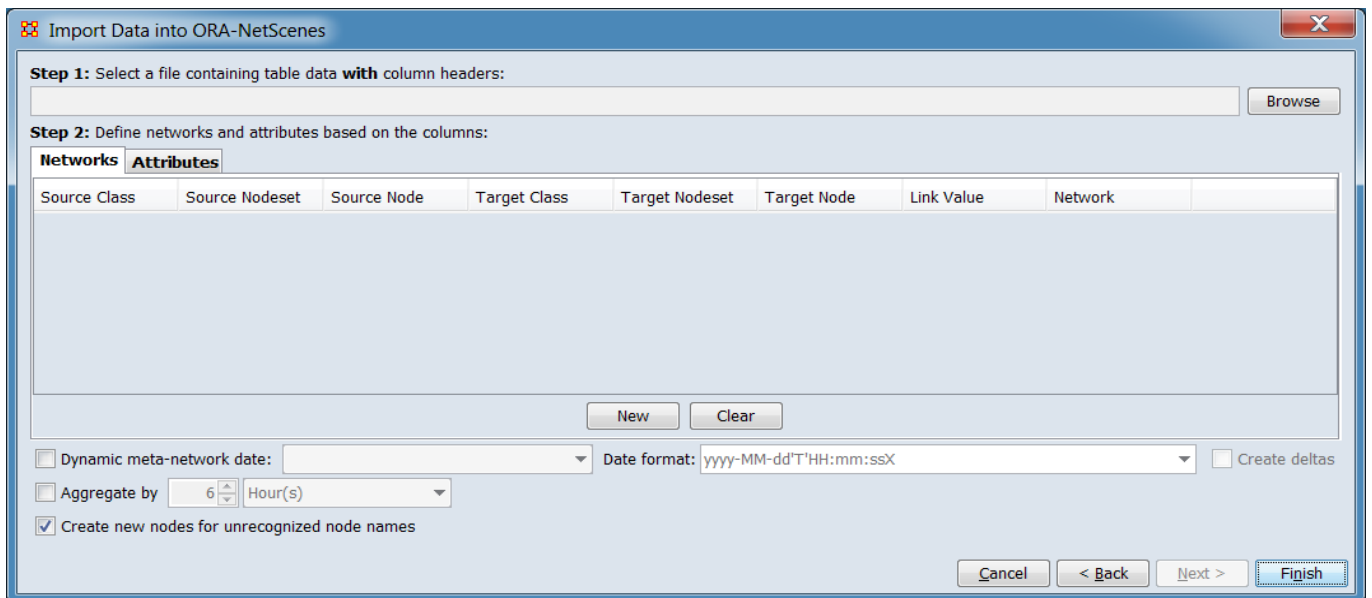 Import Data into ORA-NetScenes
X
Step 1: Select a file containing table data with column headers:
Browse
Step 2: Define networks and attributes based on the columns:
Networks Attributes
Source Class Source Nodeset Source Node Target Class Target Nodeset Target Node Link Value Network
New Clear
Dynamic meta-network date: Date format: yyyy-MM-dd'T'HH:mm:ssX Create deltas
Aggregate by 6 Hour(s)
Create new nodes for unrecognized node names
Cancel < Back Next > Finish